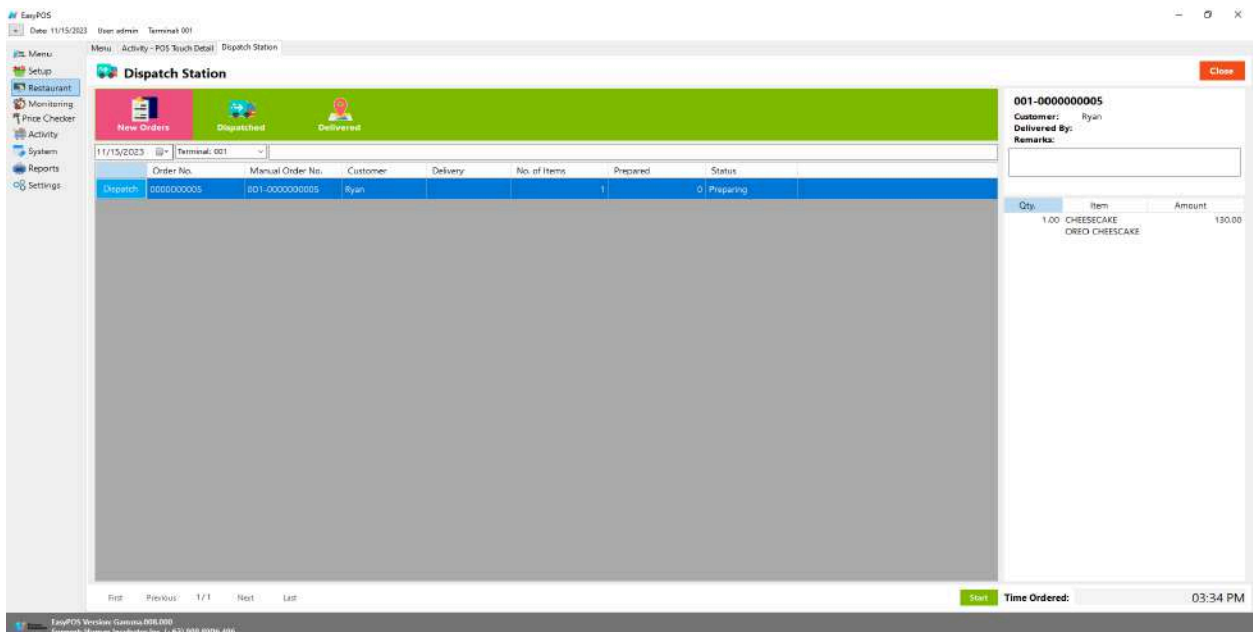 EasyPOS
Date 11/15/2023 User: admin Terminal: 001
Menu
Setup
Restaurant
Monitoring
Price Checker
Activity
System
Reports
Settings
Menu Activity - POS Touch Detail Dispatch Station
Dispatch Station
Close
New Orders Dispatched Delivered
11/15/2023 Terminal: 001
Order No. Manual Order No. Customer Delivery No. of Items Prepared Status
Dispatch 0000000005 001-0000000005 Ryan 1 0 Preparing
001-0000000005
Customer: Ryan
Delivered By:
Remarks:
Qty. Item Amount
1.00 CHEESECAKE 130.00
OREO CHEESCAKE
First Previous 1/1 Next Last
Start
Time Ordered: 03:34 PM
EasyPOS Version: Gamma 008.000